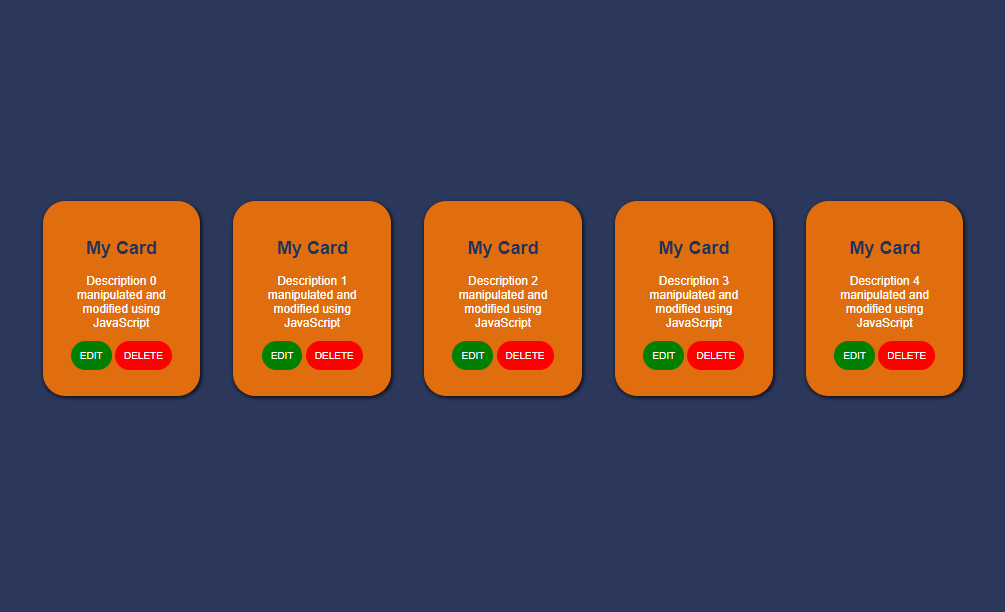 My Card
Description 0
manipulated and
modified using
JavaScript
EDIT DELETE
My Card
Description 1
manipulated and
modified using
JavaScript
EDIT DELETE
My Card
Description 2
manipulated and
modified using
JavaScript
EDIT DELETE
My Card
Description 3
manipulated and
modified using
JavaScript
EDIT DELETE
My Card
Description 4
manipulated and
modified using
JavaScript
EDIT DELETE